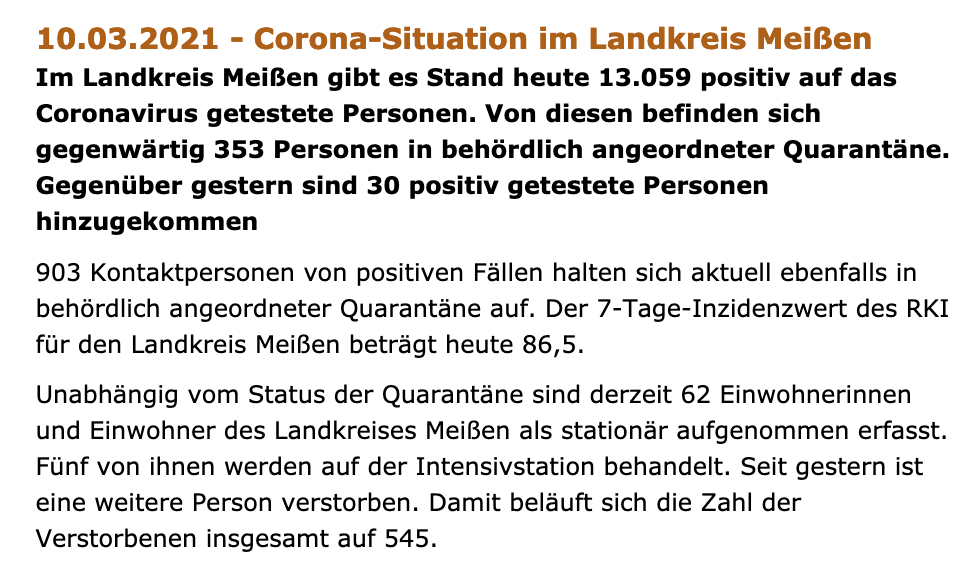 10.03.2021 - Corona-Situation im Landkreis Meißen
Im Landkreis Meißen gibt es Stand heute 13.059 positiv auf das
Coronavirus getestete Personen. Von diesen befinden sich
gegenwärtig 353 Personen in behördlich angeordneter Quarantäne.
Gegenüber gestern sind 30 positiv getestete Personen
hinzugekommen
903 Kontaktpersonen von positiven Fällen halten sich aktuell ebenfalls in
behördlich angeordneter Quarantäne auf. Der 7-Tage-Inzidenzwert des RKI
für den Landkreis Meißen beträgt heute 86,5.
Unabhängig vom Status der Quarantäne sind derzeit 62 Einwohnerinnen
und Einwohner des Landkreises Meißen als stationär aufgenommen erfasst.
Fünf von ihnen werden auf der Intensivstation behandelt. Seit gestern ist
eine weitere Person verstorben. Damit beläuft sich die Zahl der
Verstorbenen insgesamt auf 545.